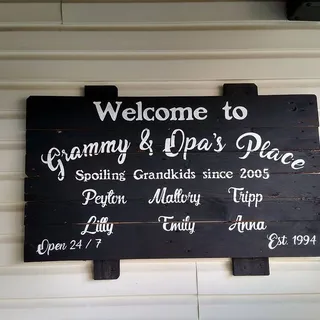 Welcome to
Grammy & Opa's Place
Spoiling Grandkids since 2005
Peyton Mallory Tripp
Lilly Emily Anna
Open 24 / 7 Est. 1994